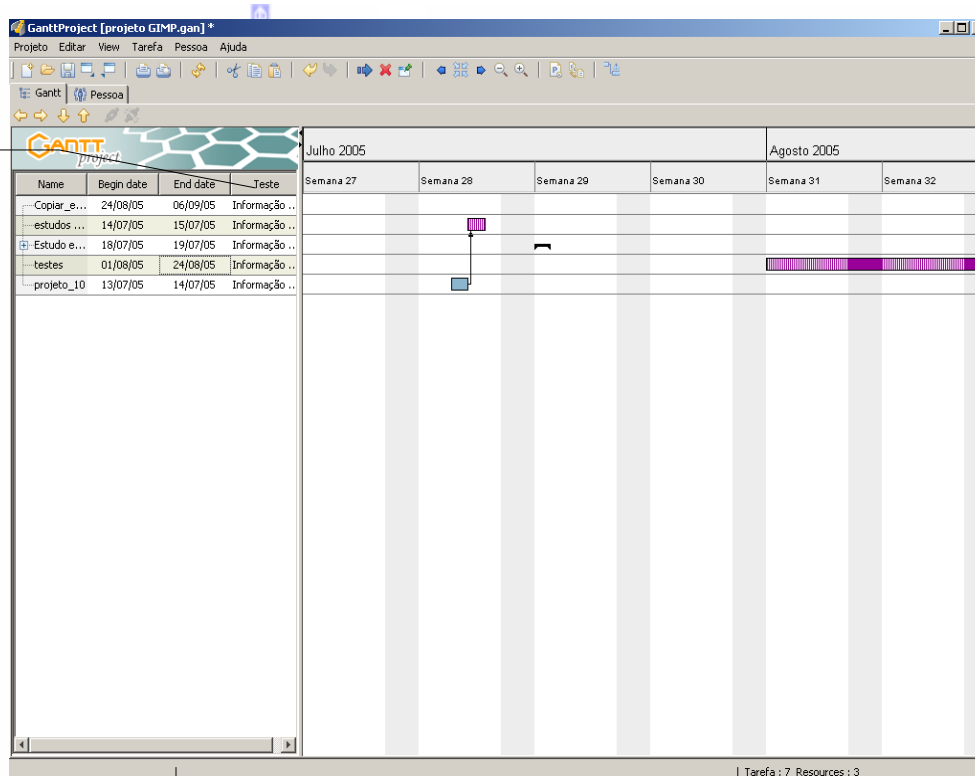 GanttProject [projeto GIMP.gan] *
Projeto Editar View Tarefa Pessoa Ajuda
Gantt Pessoa
GANTT project
Julho 2005 Agosto 2005
Semana 27 Semana 28 Semana 29 Semana 30 Semana 31 Semana 32
Name Begin date End date Teste
Copiar_e... 24/08/05 06/09/05 Informação ..
estudos ... 14/07/05 15/07/05 Informação ..
Estudo e... 18/07/05 19/07/05 Informação ..
testes 01/08/05 24/08/05 Informação ..
projeto_10 13/07/05 14/07/05 Informação ..
Tarefa : 7 Resources : 3